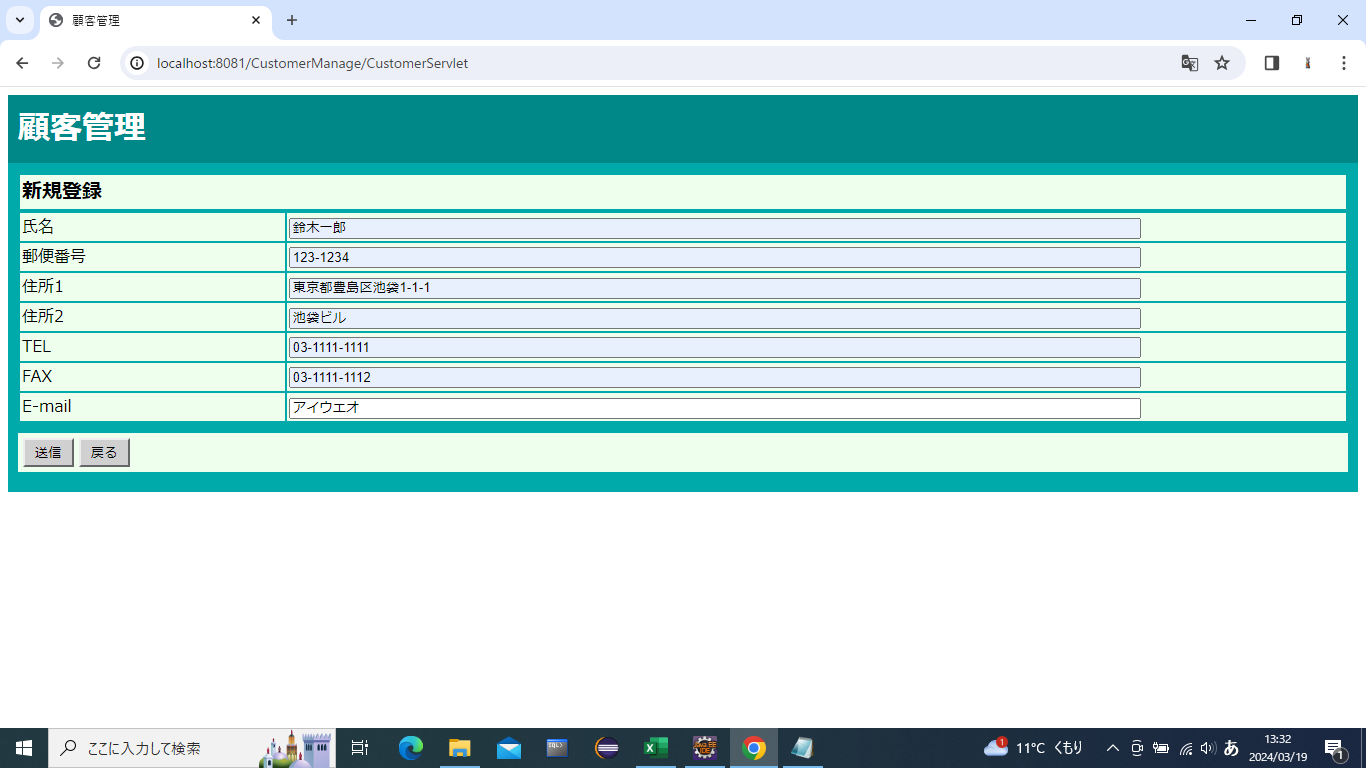 顧客管理
localhost:8081/CustomerManage/CustomerServlet
顧客管理
新規登録
氏名 鈴木一郎
郵便番号 123-1234
住所1 東京都豊島区池袋1-1-1
住所2 池袋ビル
TEL 03-1111-1111
FAX 03-1111-1112
E-mail アイウエオ
送信 戻る
ここに入力して検索
11°C くもり
あ
13:32
2024/03/19